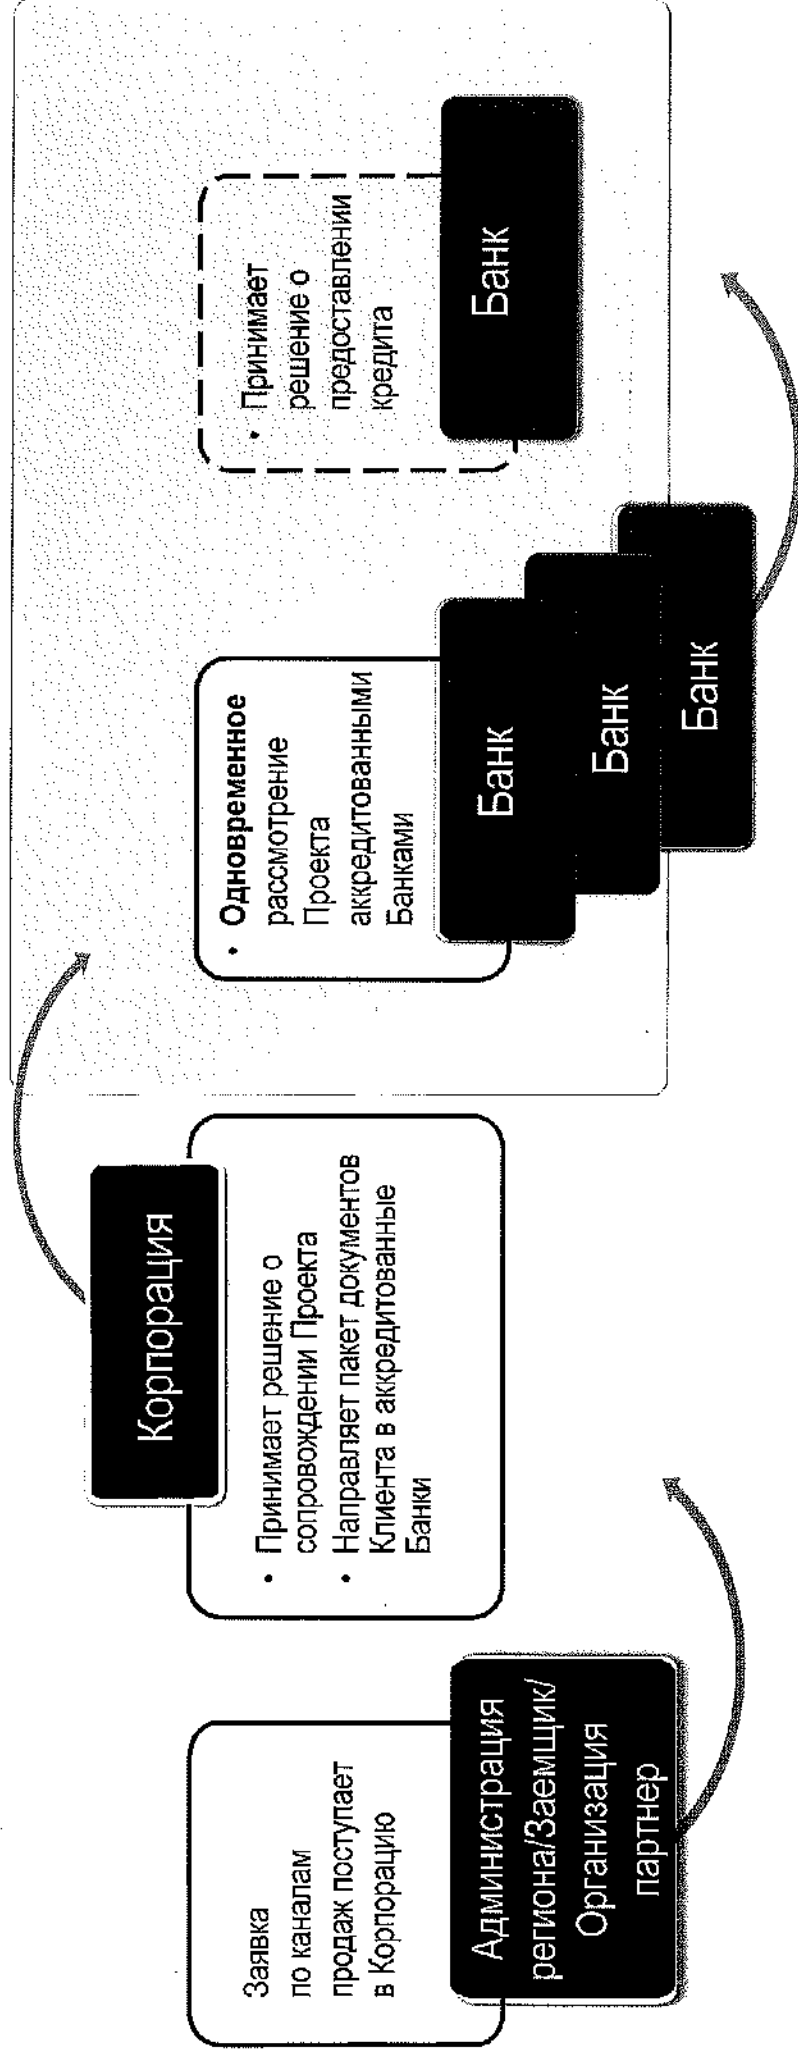 Заявка
по каналам
продаж поступает
в Корпорацию
Администрация
региона/Заемщик/
Организация
партнер
Корпорация
• Принимает решение о
сопровождении Проекта
• Направляет пакет документов
Клиента в аккредитованные
Банки
• Одновременное
рассмотрение
Проекта
аккредитованными
Банками
Банк
Банк
Банк
• Принимает
решение о
предоставлении
кредита
Банк